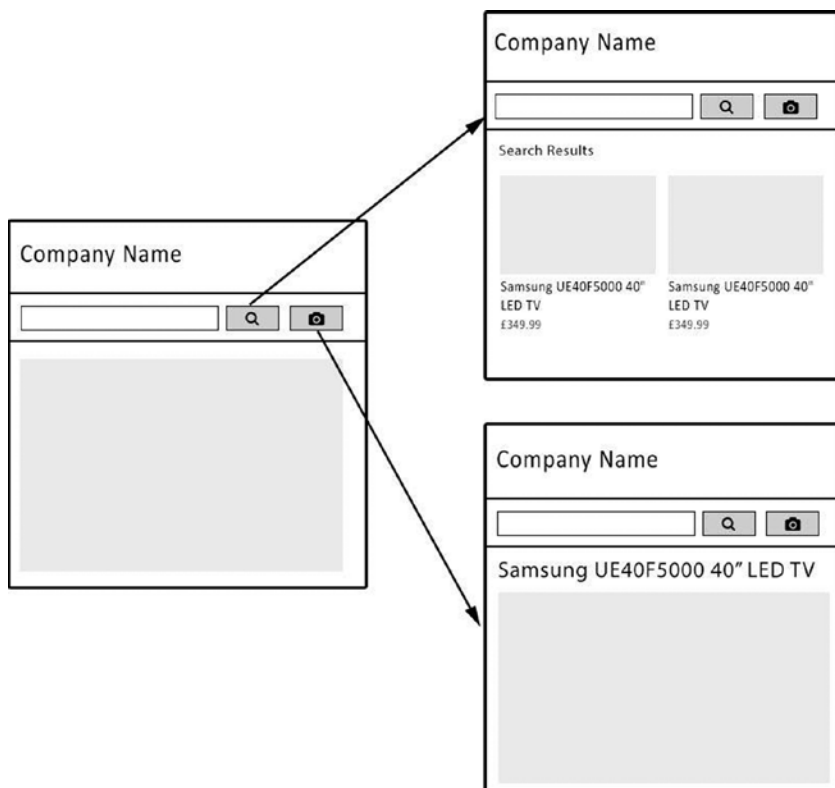 Company Name
Search Results
Samsung UE40F5000 40"
LED TV
£349.99
Samsung UE40F5000 40"
LED TV
£349.99
Company Name
Company Name
Samsung UE40F5000 40” LED TV